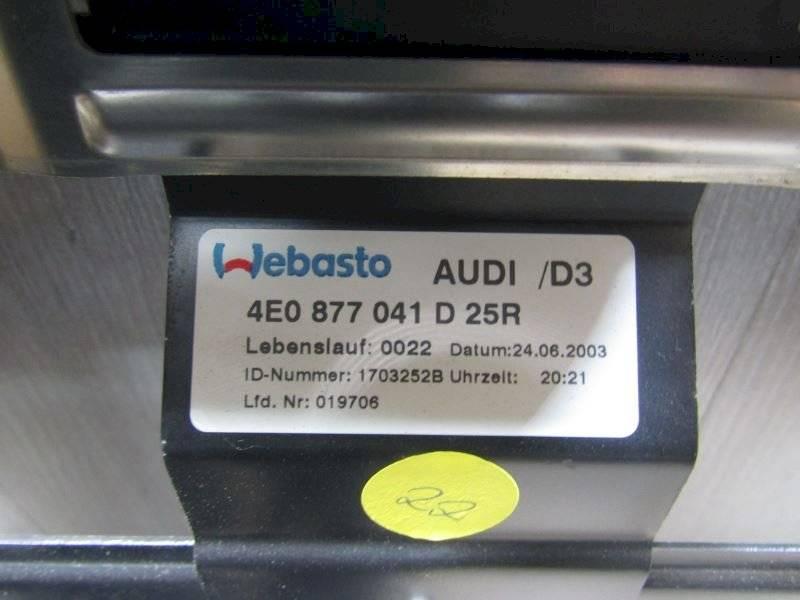 Webasto AUDI /D3
4E0 877 041 D 25R
Lebenslauf: 0022 Datum:24.06.2003
ID-Nummer: 1703252B Uhrzeit: 20:21
Lfd. Nr: 019706
22